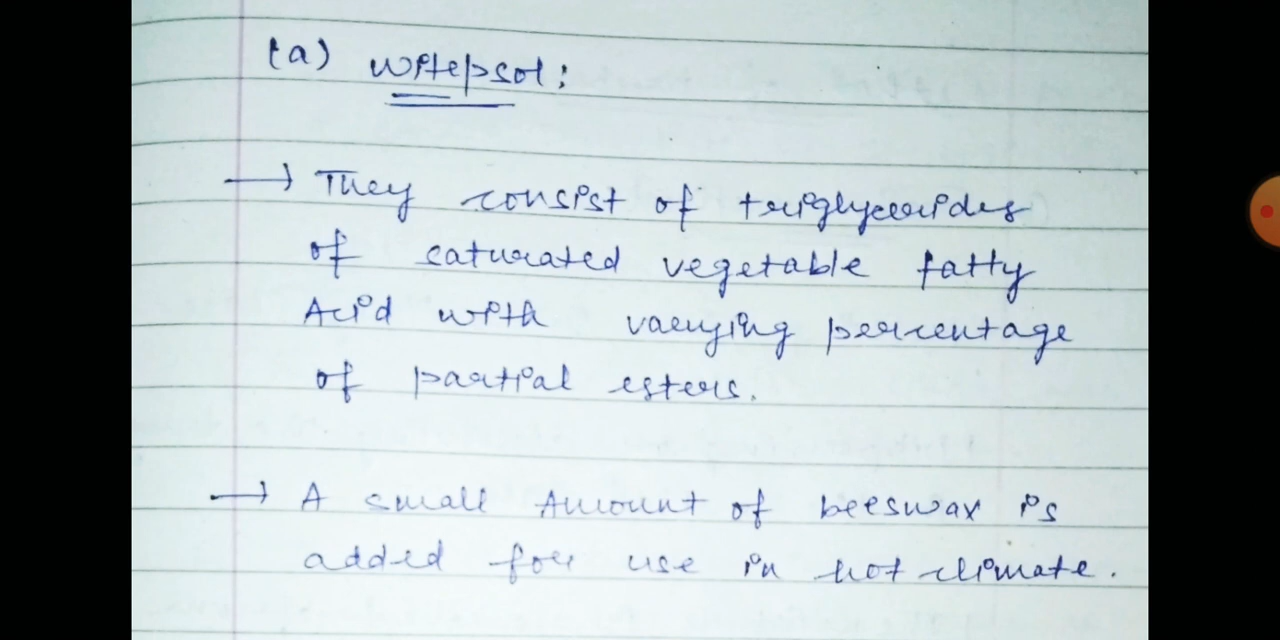 (a) Witepsol:
→ They consist of triglycerides
of saturated vegetable fatty
Acid with varying percentage
of partial esters.
→ A small Amount of beeswax is
added for use in hot climate.